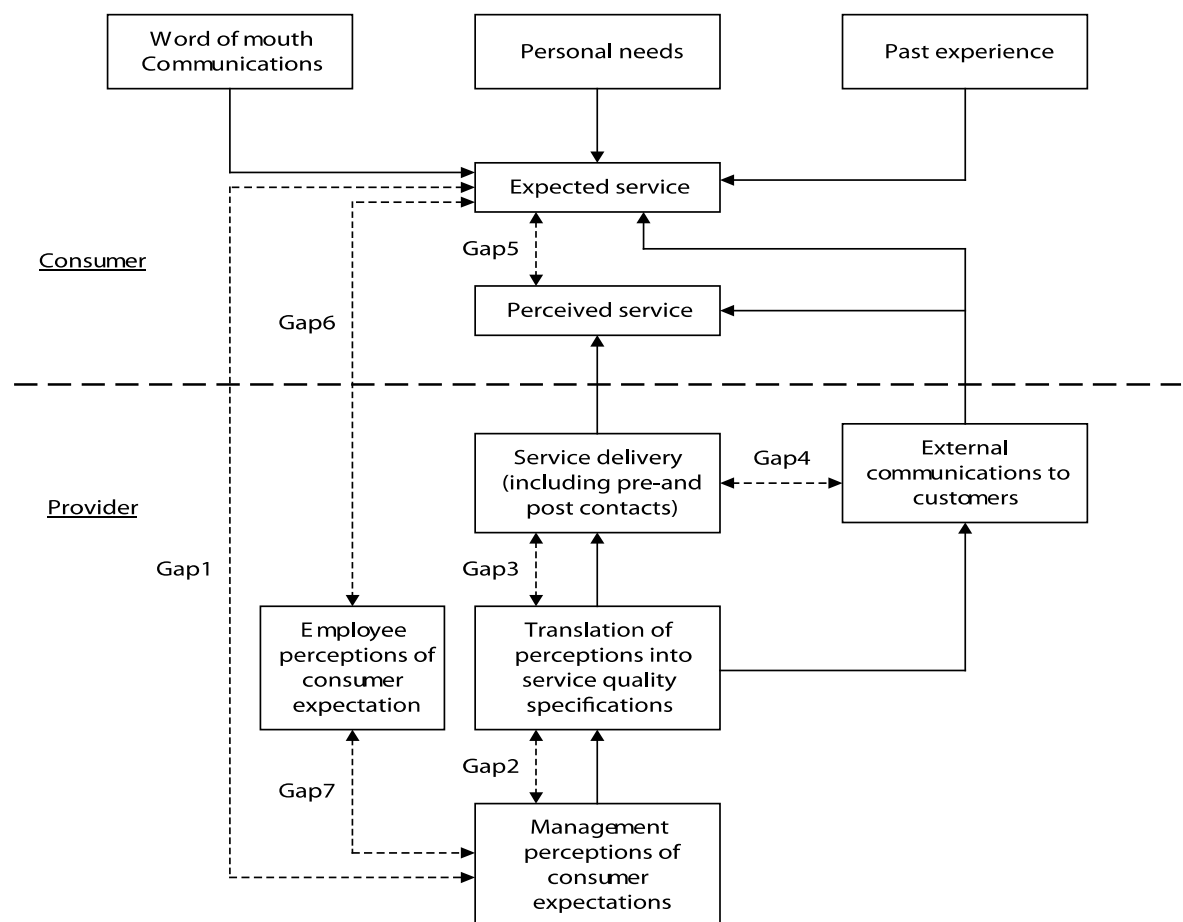 Word of mouth
Communications
Personal needs
Past experience
Expected service
Gap5
Consumer
Perceived service
Gap6
Service delivery
(including pre-and
post contacts)
Gap4
External
communications to
customers
Provider
Gap1
Gap3
Employee
perceptions of
consumer
expectation
Translation of
perceptions into
service quality
specifications
Gap2
Gap7
Management
perceptions of
consumer
expectations